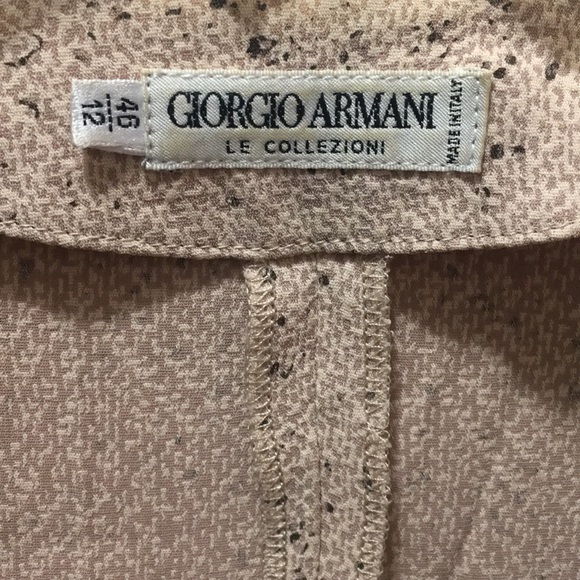 46
12
GIORGIO ARMANI
LE COLLEZIONI
MADE IN ITALY